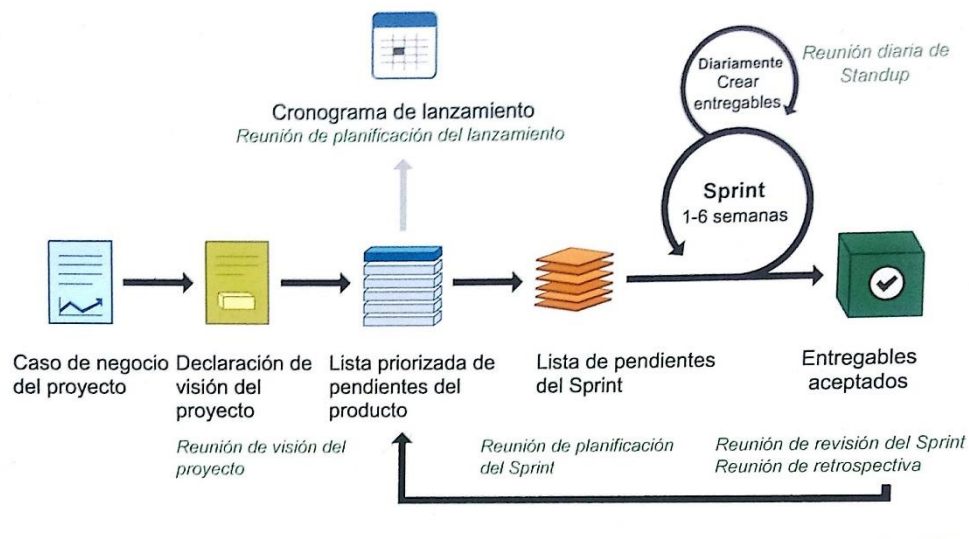 Cronograma de lanzamiento
Reunión de planificación del lanzamiento
Diariamente
Crear
entregables
Reunión diaria de
Standup
Sprint
1-6 semanas
Caso de negocio
del proyecto
Declaración de
visión del
proyecto
Reunión de visión del
proyecto
Lista priorizada de
pendientes del
producto
Lista de pendientes
del Sprint
Reunión de planificación
del Sprint
Entregables
aceptados
Reunión de revisión del Sprint
Reunión de retrospectiva